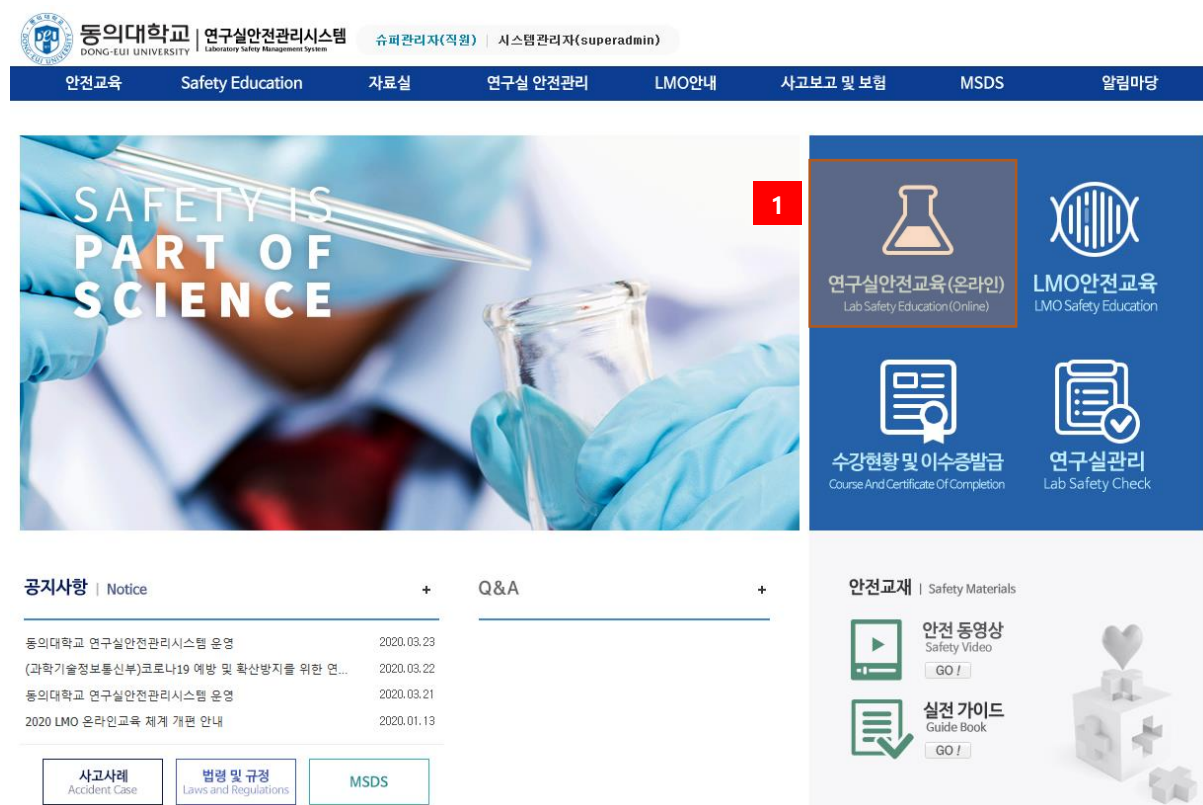 동의대학교
DONG-EUI UNIVERSITY
연구실안전관리시스템
Laboratory Safety Management System
슈퍼관리자(직원) | 시스템관리자(superadmin)
안전교육 Safety Education 자료실 연구실 안전관리 LMO안내 사고보고 및 보험 MSDS 알림마당
SAFETY IS
PART OF
SCIENCE
1
연구실안전교육(온라인)
Lab Safety Education(Online)
LMO안전교육
LMO Safety Education
수강현황 및 이수증발급
Course And Certificate Of Completion
연구실관리
Lab Safety Check
공지사항 | Notice +
동의대학교 연구실안전관리시스템 운영 2020.03.23
(과학기술정보통신부)코로나19 예방 및 확산방지를 위한 연... 2020.03.22
동의대학교 연구실안전관리시스템 운영 2020.03.21
2020 LMO 온라인교육 체계 개편 안내 2020.01.13
사고사례
Accident Case
법령 및 규정
Laws and Regulations
MSDS
Q&A +
안전교재 | Safety Materials
안전 동영상
Safety Video
GO !
실전 가이드
Guide Book
GO !